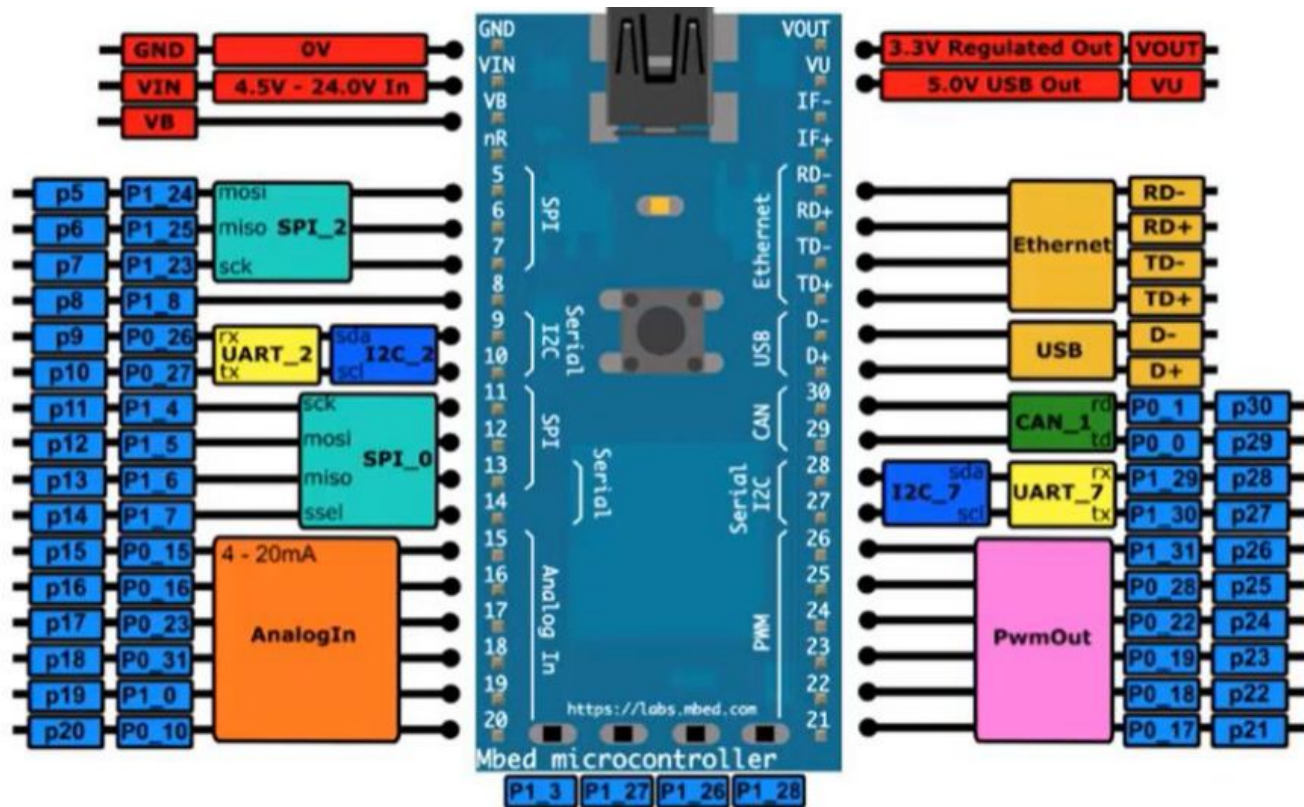 GND 0V
VIN 4.5V - 24.0V In
VB
p5 P1_24 mosi
p6 P1_25 miso SPI_2
p7 P1_23 sck
p8 P1_8
p9 P0_26 rx sda
UART_2 I2C_2
p10 P0_27 tx scl
p11 P1_4 sck
p12 P1_5 mosi
SPI_0
p13 P1_6 miso
p14 P1_7 ssel
p15 P0_15 4 - 20mA
p16 P0_16
p17 P0_23 AnalogIn
p18 P0_31
p19 P1_0
p20 P0_10
GND
VIN
VB
nR
5
6
7
8
9
10
11
12
13
14
15
16
17
18
19
20
SPI
Serial
I2C
SPI
Serial
Analog In
VOUT
VU
IF-
IF+
RD-
RD+
TD-
TD+
D-
D+
30
29
28
27
26
25
24
23
22
21
Ethernet
USB
CAN
Serial
I2C
PWM
https://labs.mbed.com
Mbed microcontroller
P1_3 P1_27 P1_26 P1_28
3.3V Regulated Out VOUT
5.0V USB Out VU
RD-
Ethernet RD+
TD-
TD+
USB D-
D+
CAN_1 rd P0_1 p30
td P0_0 p29
sda rx P1_29 p28
I2C_7 UART_7
scl tx P1_30 p27
P1_31 p26
P0_28 p25
PwmOut P0_22 p24
P0_19 p23
P0_18 p22
P0_17 p21